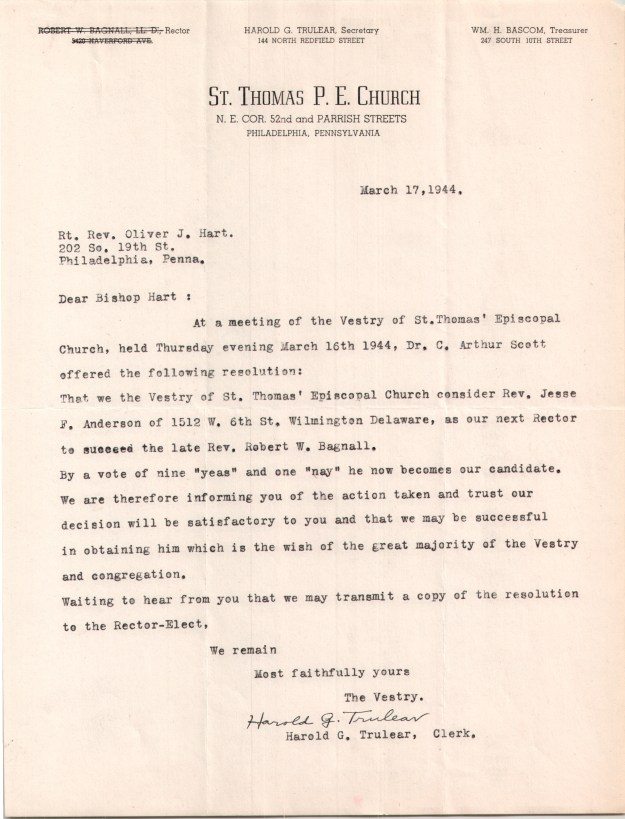 ROBERT W. BAGNALL, LL. D., Rector
5420 HAVERFORD AVE.
HAROLD G. TRULEAR, Secretary
144 NORTH REDFIELD STREET
WM. H. BASCOM, Treasurer
247 SOUTH 10TH STREET
ST. THOMAS P. E. CHURCH
N. E. COR. 52nd and PARRISH STREETS
PHILADELPHIA, PENNSYLVANIA
March 17,1944.
Rt. Rev. Oliver J. Hart.
202 So. 19th St.
Philadelphia, Penna.
Dear Bishop Hart :
At a meeting of the Vestry of St.Thomas' Episcopal
Church, held Thursday evening March 16th 1944, Dr. C. Arthur Scott
offered the following resolution:
That we the Vestry of St. Thomas' Episcopal Church consider Rev. Jesse
F. Anderson of 1512 W. 6th St. Wilmington Delaware, as our next Rector
to succeed the late Rev. Robert W. Bagnall.
By a vote of nine "yeas" and one "nay" he now becomes our candidate.
We are therefore informing you of the action taken and trust our
decision will be satisfactory to you and that we may be successful
in obtaining him which is the wish of the great majority of the Vestry
and congregation.
Waiting to hear from you that we may transmit a copy of the resolution
to the Rector-Elect,
We remain
Most faithfully yours
The Vestry.
Harold G. Trulear
Harold G. Trulear, Clerk.